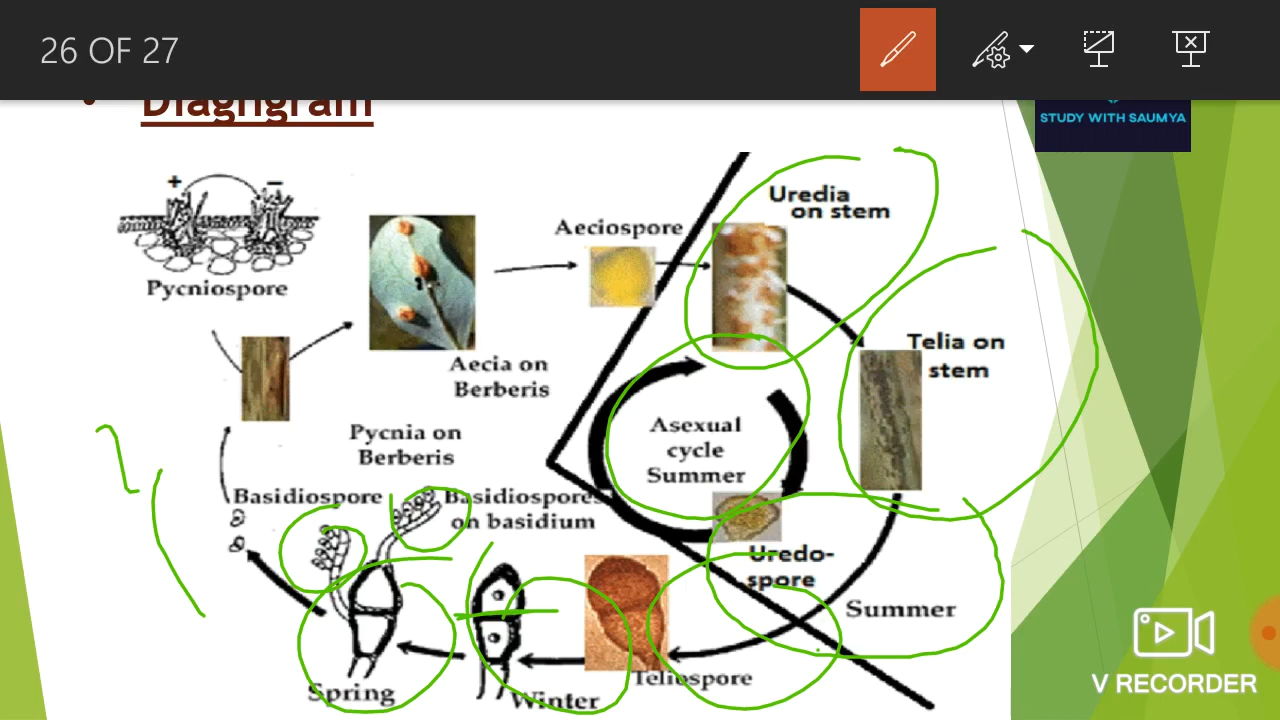 26 OF 27
Diagrgram
STUDY WITH SAUMYA
+ −
Pycniospore
Aecia on
Berberis
Aeciospore
Uredia
on stem
Telia on
stem
Asexual
cycle
Summer
Pycnia on
Berberis
Basidiospore
Basidiospores
on basidium
Uredo-
spore
Summer
Teliospore
Winter
Spring
V RECORDER